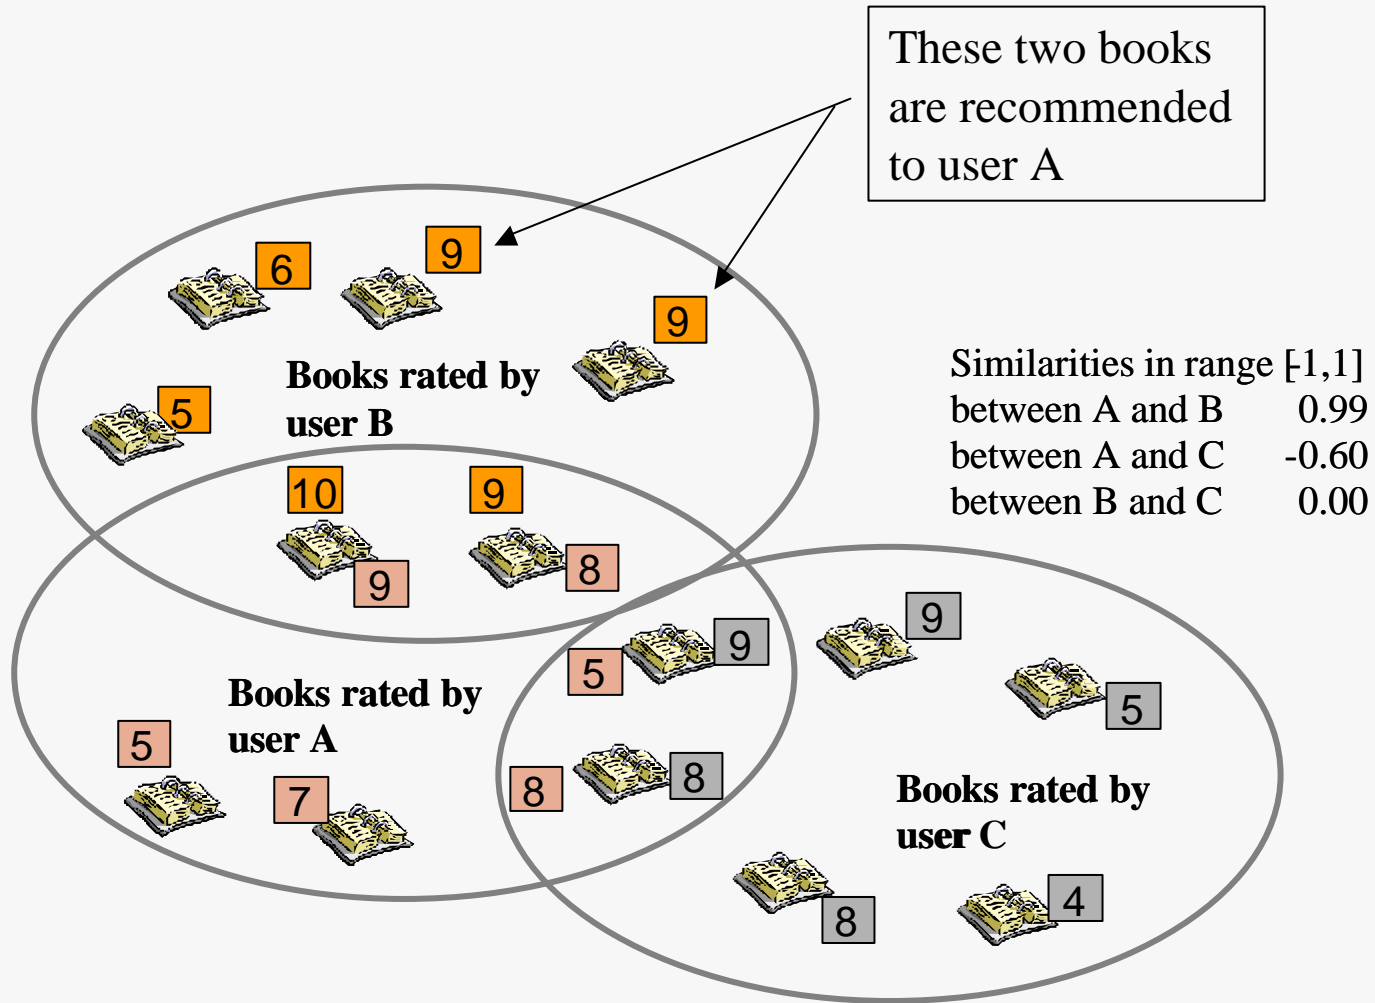 These two books
are recommended
to user A
6
9
9
5
Books rated by
user B
Similarities in range [-1,1]
between A and B 0.99
between A and C -0.60
between B and C 0.00
10
9
9
8
9
9
5
5
Books rated by
user A
5
7
8
8
Books rated by
user C
8
4